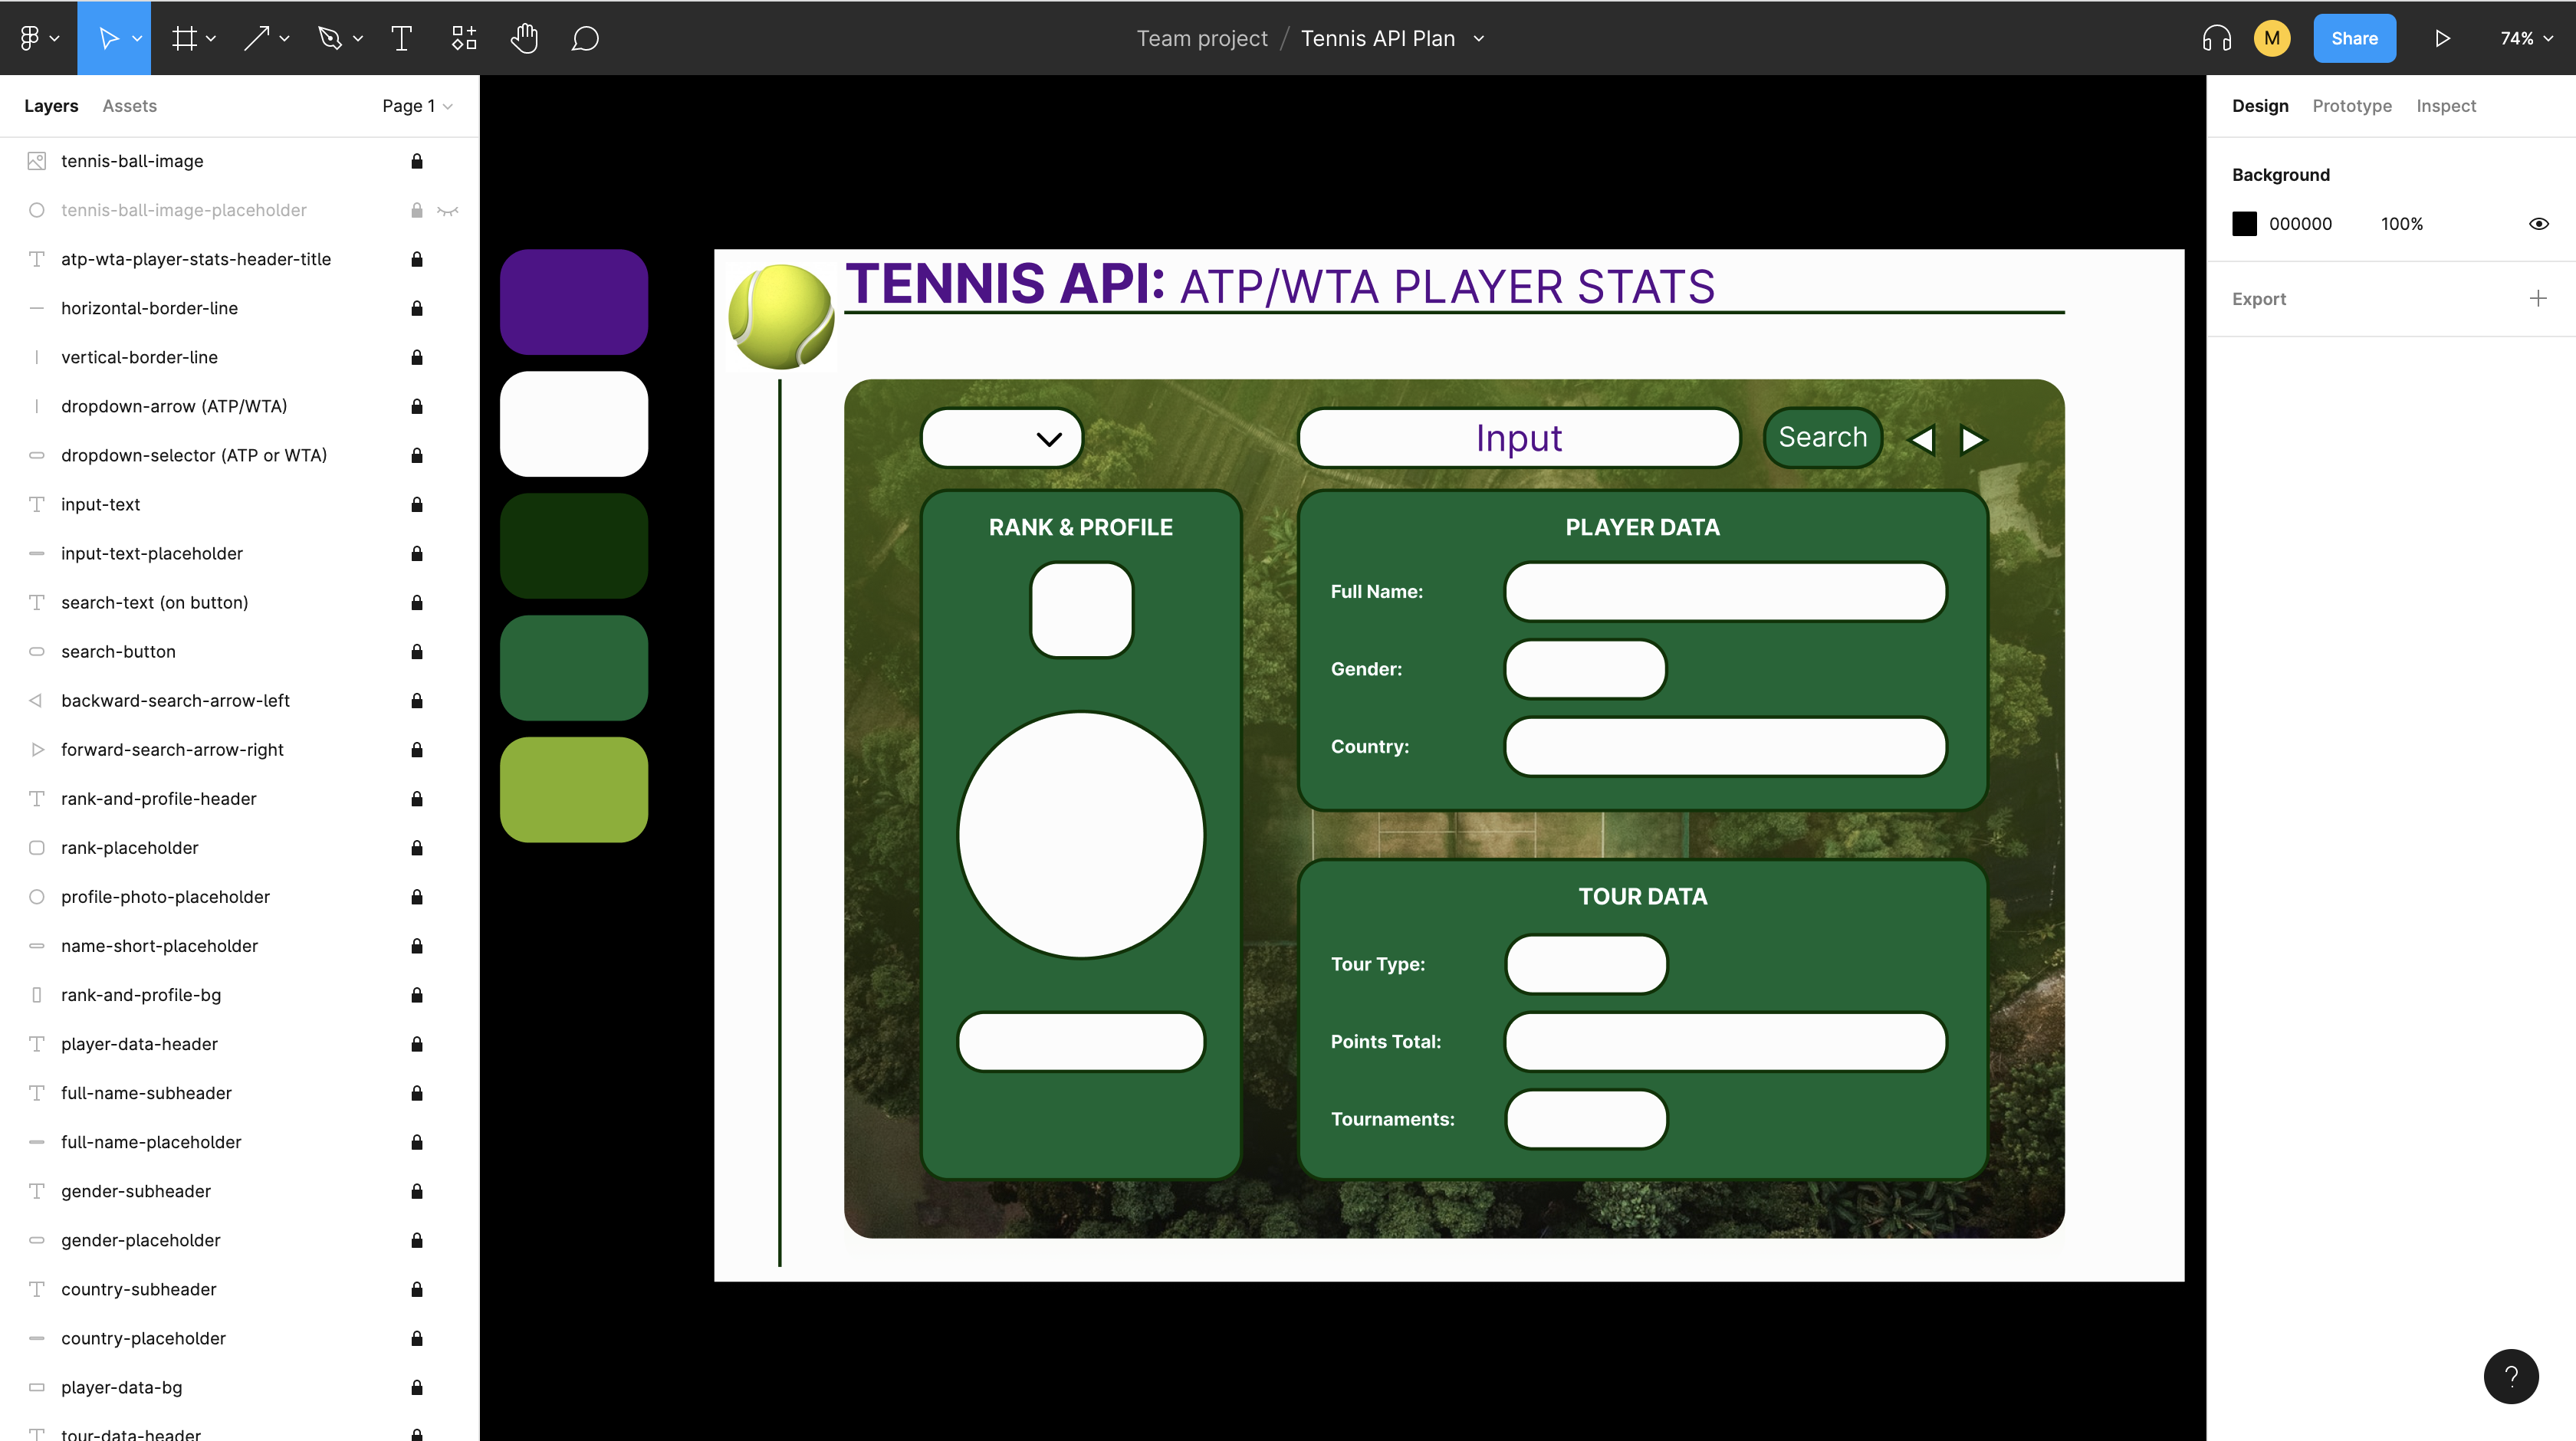 Team project / Tennis API Plan
M
Share
74%
Layers
Assets
Page 1
tennis-ball-image
tennis-ball-image-placeholder
atp-wta-player-stats-header-title
horizontal-border-line
vertical-border-line
dropdown-arrow (ATP/WTA)
dropdown-selector (ATP or WTA)
input-text
input-text-placeholder
search-text (on button)
search-button
backward-search-arrow-left
forward-search-arrow-right
rank-and-profile-header
rank-placeholder
profile-photo-placeholder
name-short-placeholder
rank-and-profile-bg
player-data-header
full-name-subheader
full-name-placeholder
gender-subheader
gender-placeholder
country-subheader
country-placeholder
player-data-bg
tour-data-header
TENNIS API: ATP/WTA PLAYER STATS
Input
Search
RANK & PROFILE
PLAYER DATA
Full Name:
Gender:
Country:
TOUR DATA
Tour Type:
Points Total:
Tournaments:
Design
Prototype
Inspect
Background
000000
100%
Export
?